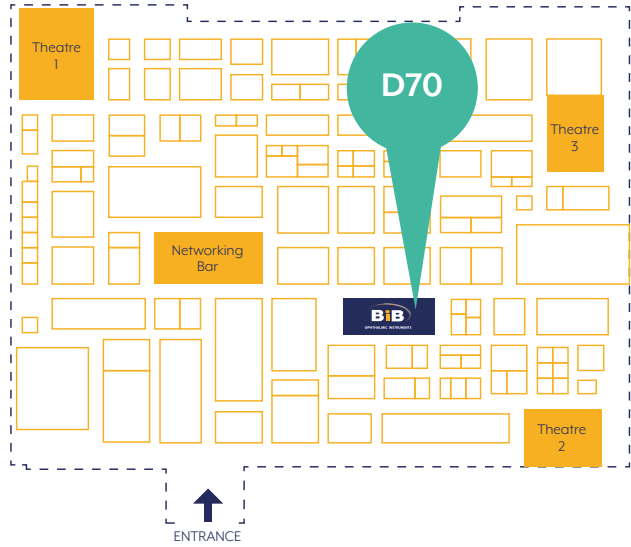 Theatre
1
D70
Theatre
3
Networking
Bar
BiB
OPHTHALMIC INSTRUMENTS
Theatre
2
ENTRANCE